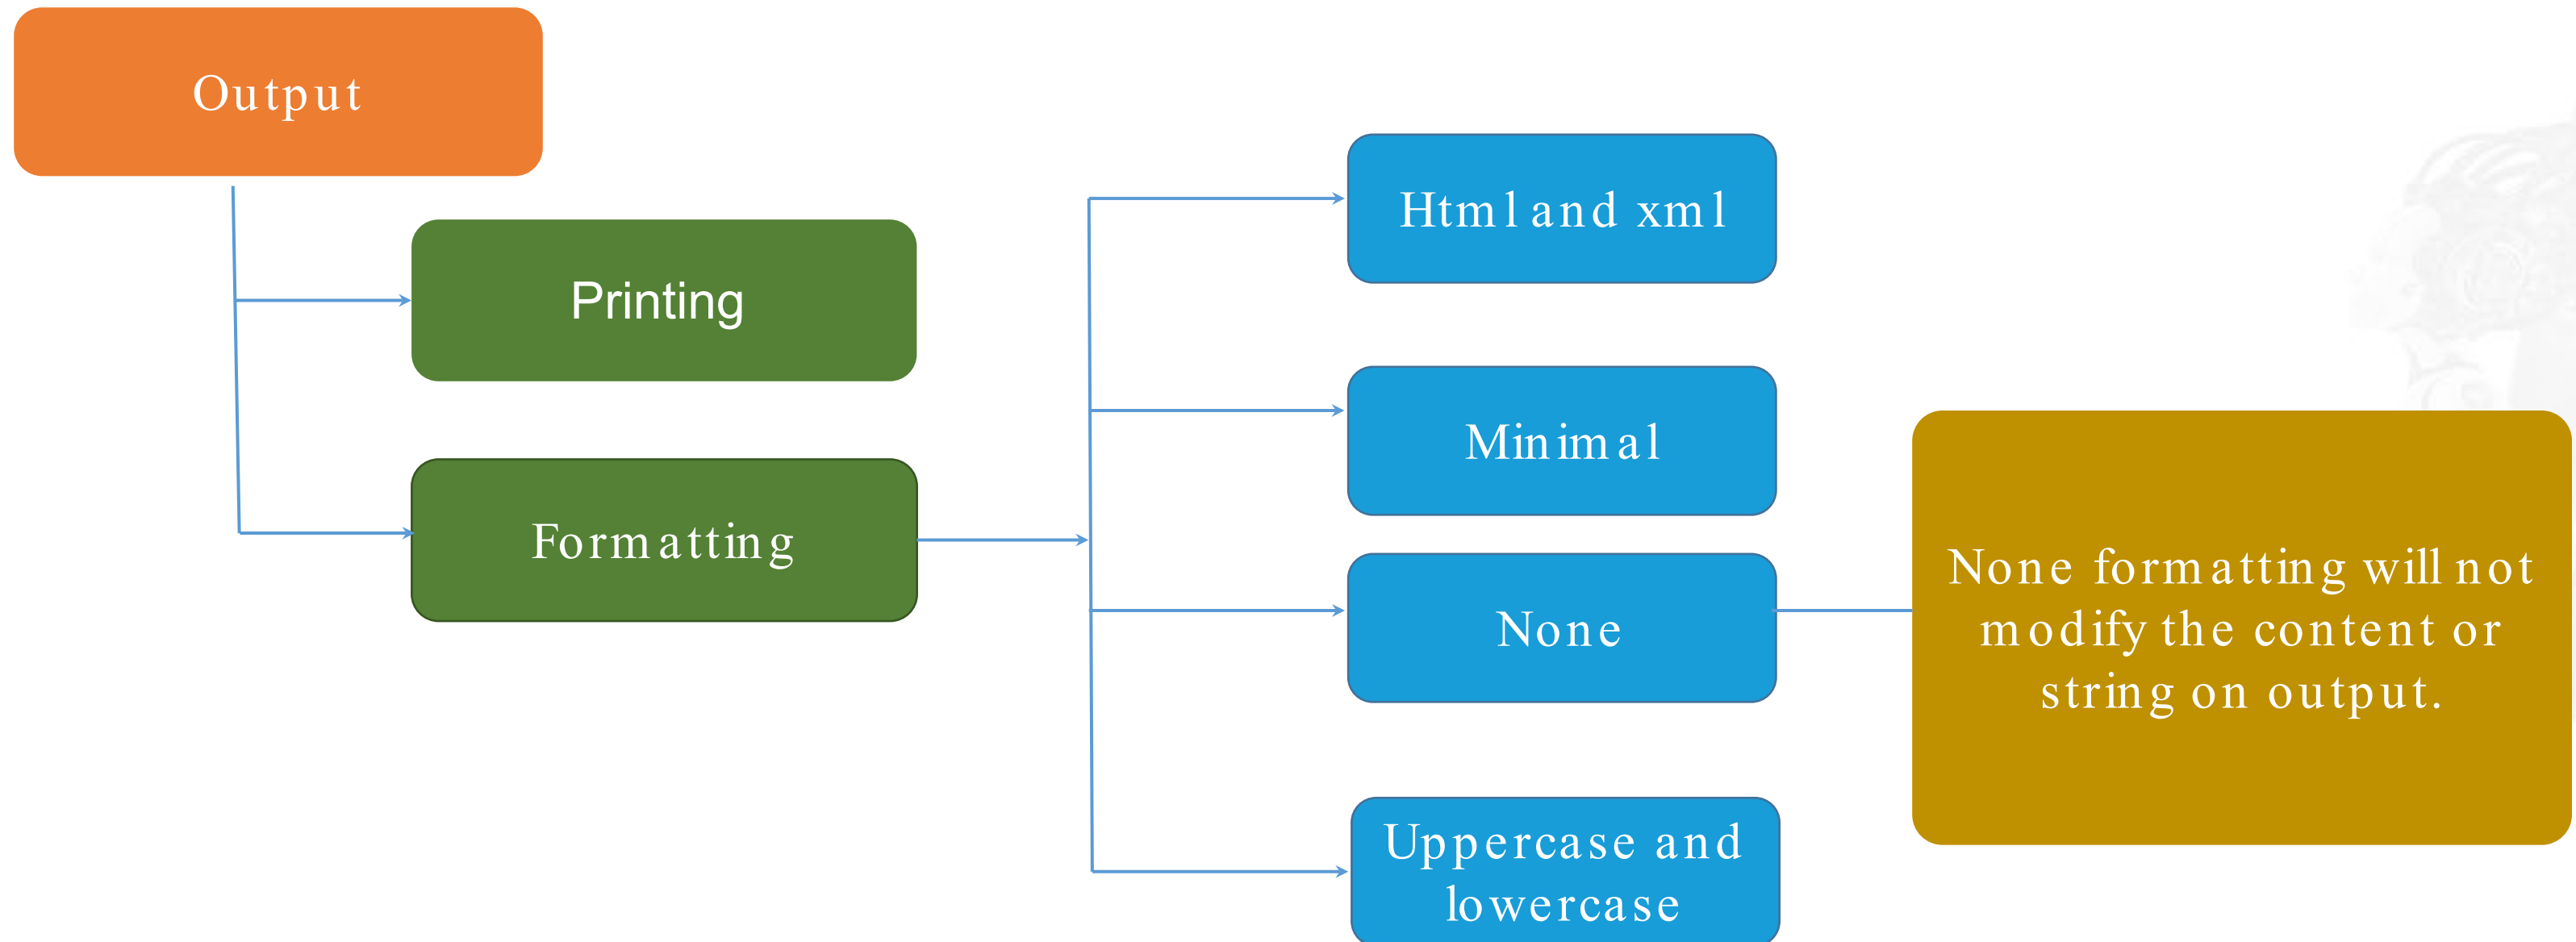 Output
Printing
Formatting
Html and xml
Minimal
None
Uppercase and
lowercase
None formatting will not
modify the content or
string on output.